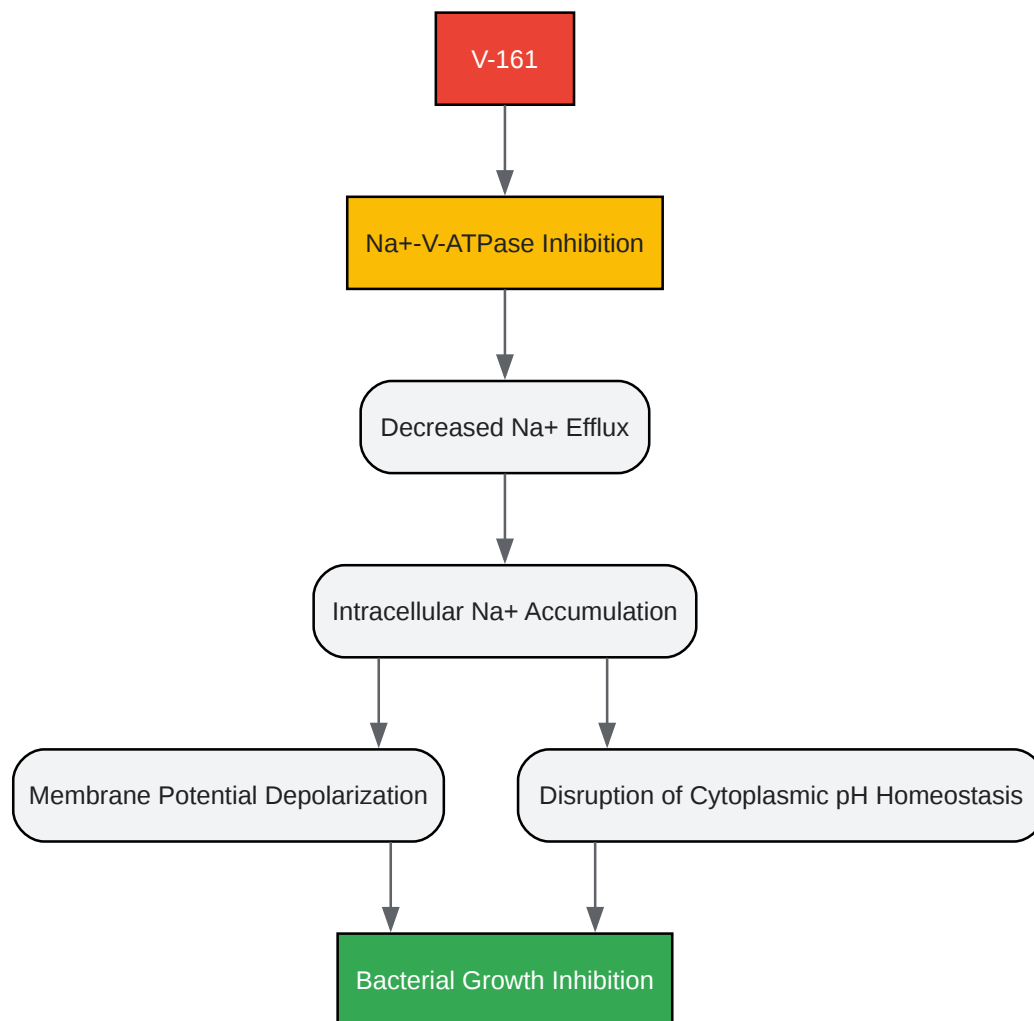 V-161
Na+-V-ATPase Inhibition
Decreased Na+ Efflux
Intracellular Na+ Accumulation
Membrane Potential Depolarization
Disruption of Cytoplasmic pH Homeostasis
Bacterial Growth Inhibition